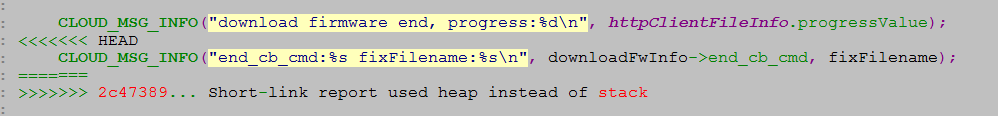 CLOUD_MSG_INFO("download firmware end, progress:%d\n", httpClientFileInfo.progressValue);
<<<<<<< HEAD
CLOUD_MSG_INFO("end_cb_cmd:%s fixFilename:%s\n", downloadFwInfo->end_cb_cmd, fixFilename);
=======
>>>>>>> 2c47389... Short-link report used heap instead of stack